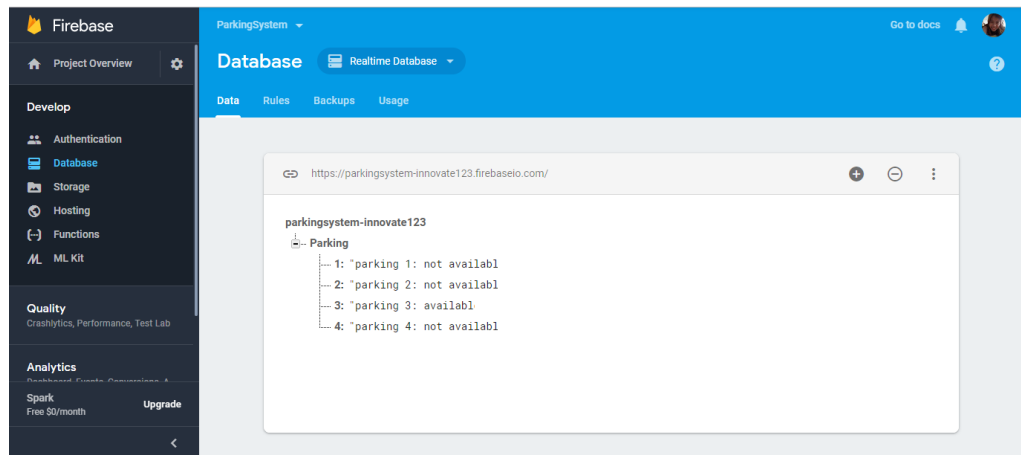 Firebase
ParkingSystem
Go to docs
Project Overview
Database
Realtime Database
?
Develop
Data Rules Backups Usage
Authentication
Database
Storage
Hosting
Functions
ML Kit
https://parkingsystem-innovate123.firebaseio.com/
parkingsystem-innovate123
Parking
1: "parking 1: not availabl
2: "parking 2: not availabl
3: "parking 3: availabl
4: "parking 4: not availabl
Quality
Crashlytics, Performance, Test Lab
Analytics
Spark
Free $0/month
Upgrade